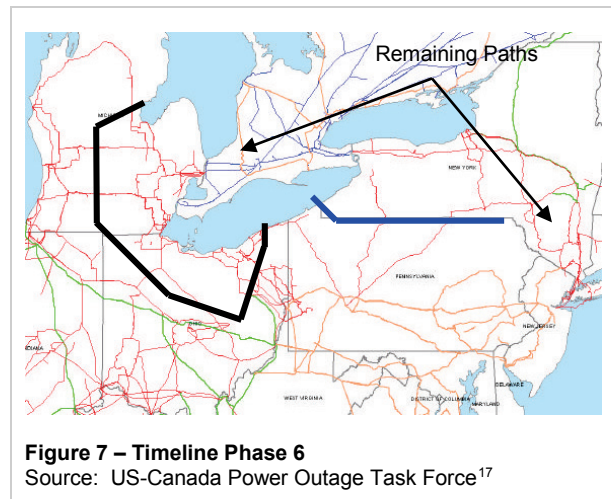 Remaining Paths
NEW YORK
PENNSYLVANIA
OHIO
NEW JERSEY
DELAWARE
WEST VIRGINIA
DISTRICT OF COLUMBIA
MARYLAND
Figure 7 – Timeline Phase 6
Source: US-Canada Power Outage Task Force17